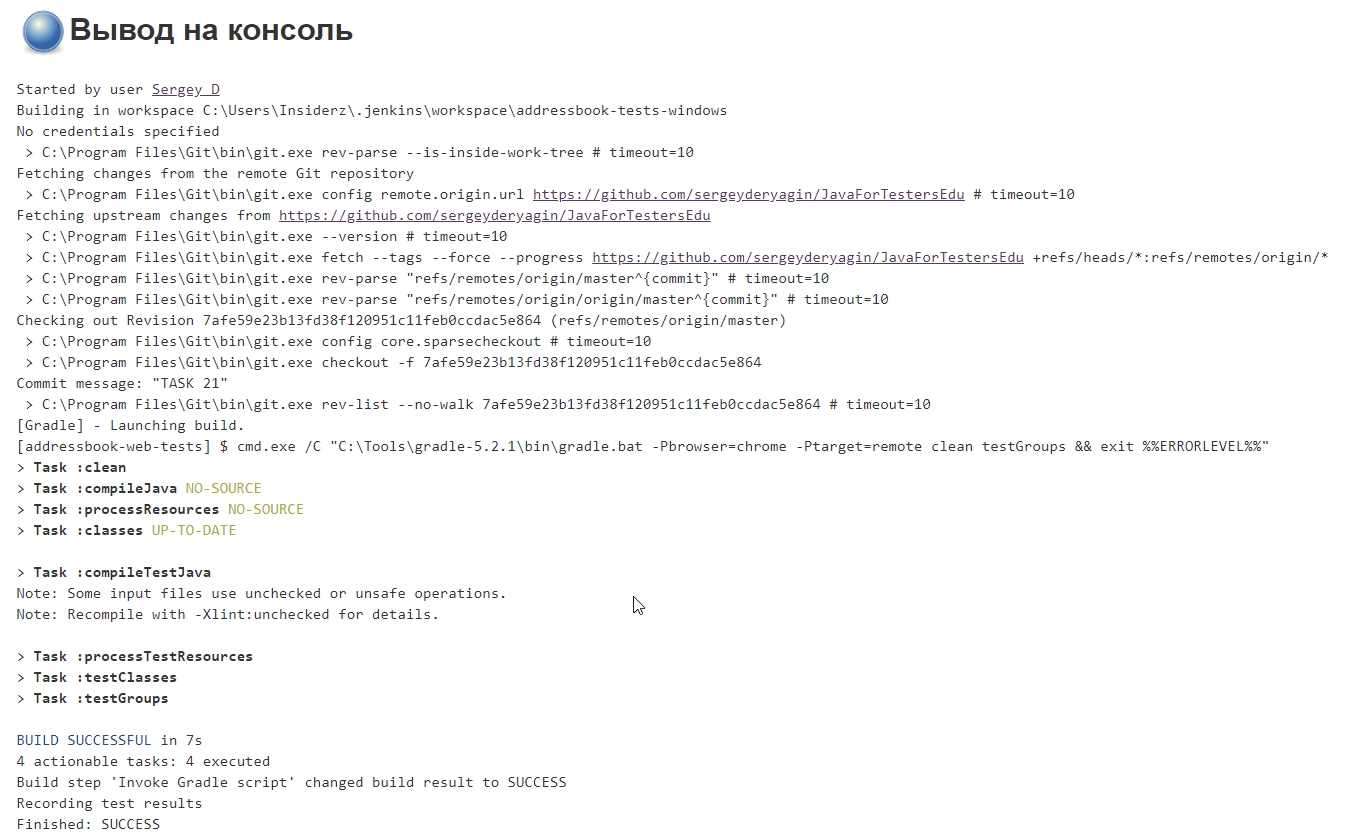 Вывод на консоль
Started by user Sergey D
Building in workspace C:\Users\Insiderz\.jenkins\workspace\addressbook-tests-windows
No credentials specified
 > C:\Program Files\Git\bin\git.exe rev-parse --is-inside-work-tree # timeout=10
Fetching changes from the remote Git repository
 > C:\Program Files\Git\bin\git.exe config remote.origin.url https://github.com/sergeyderyagin/JavaForTestersEdu # timeout=10
Fetching upstream changes from https://github.com/sergeyderyagin/JavaForTestersEdu
 > C:\Program Files\Git\bin\git.exe --version # timeout=10
 > C:\Program Files\Git\bin\git.exe fetch --tags --force --progress https://github.com/sergeyderyagin/JavaForTestersEdu +refs/heads/*:refs/remotes/origin/*
 > C:\Program Files\Git\bin\git.exe rev-parse "refs/remotes/origin/master^{commit}" # timeout=10
 > C:\Program Files\Git\bin\git.exe rev-parse "refs/remotes/origin/origin/master^{commit}" # timeout=10
Checking out Revision 7afe59e23b13fd38f120951c11feb0ccdac5e864 (refs/remotes/origin/master)
 > C:\Program Files\Git\bin\git.exe config core.sparsecheckout # timeout=10
 > C:\Program Files\Git\bin\git.exe checkout -f 7afe59e23b13fd38f120951c11feb0ccdac5e864
Commit message: "TASK 21"
 > C:\Program Files\Git\bin\git.exe rev-list --no-walk 7afe59e23b13fd38f120951c11feb0ccdac5e864 # timeout=10
[Gradle] - Launching build.
[addressbook-web-tests] $ cmd.exe /C "C:\Tools\gradle-5.2.1\bin\gradle.bat -Pbrowser=chrome -Ptarget=remote clean testGroups && exit %%ERRORLEVEL%%"
> Task :clean
> Task :compileJava NO-SOURCE
> Task :processResources NO-SOURCE
> Task :classes UP-TO-DATE
> Task :compileTestJava
Note: Some input files use unchecked or unsafe operations.
Note: Recompile with -Xlint:unchecked for details.
> Task :processTestResources
> Task :testClasses
> Task :testGroups
BUILD SUCCESSFUL in 7s
4 actionable tasks: 4 executed
Build step 'Invoke Gradle script' changed build result to SUCCESS
Recording test results
Finished: SUCCESS